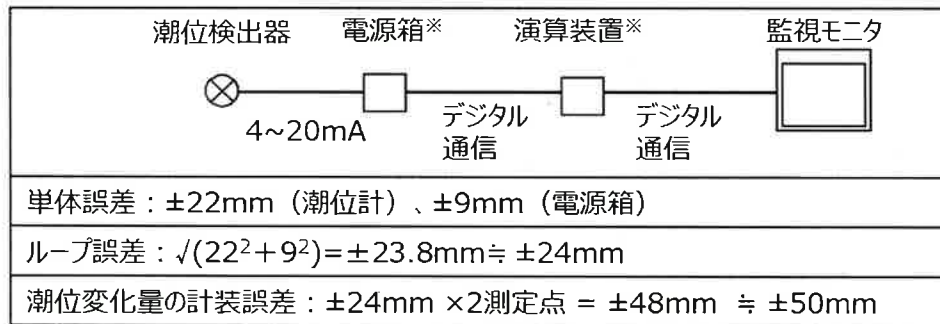 潮位検出器 電源箱※ 演算装置※ 監視モニタ
4~20mA
デジタル
通信
デジタル
通信
単体誤差：±22mm（潮位計）、±9mm（電源箱）
ループ誤差：√(22²+9²)=±23.8mm≒ ±24mm
潮位変化量の計装誤差：±24mm ×2測定点 = ±48mm ≒ ±50mm